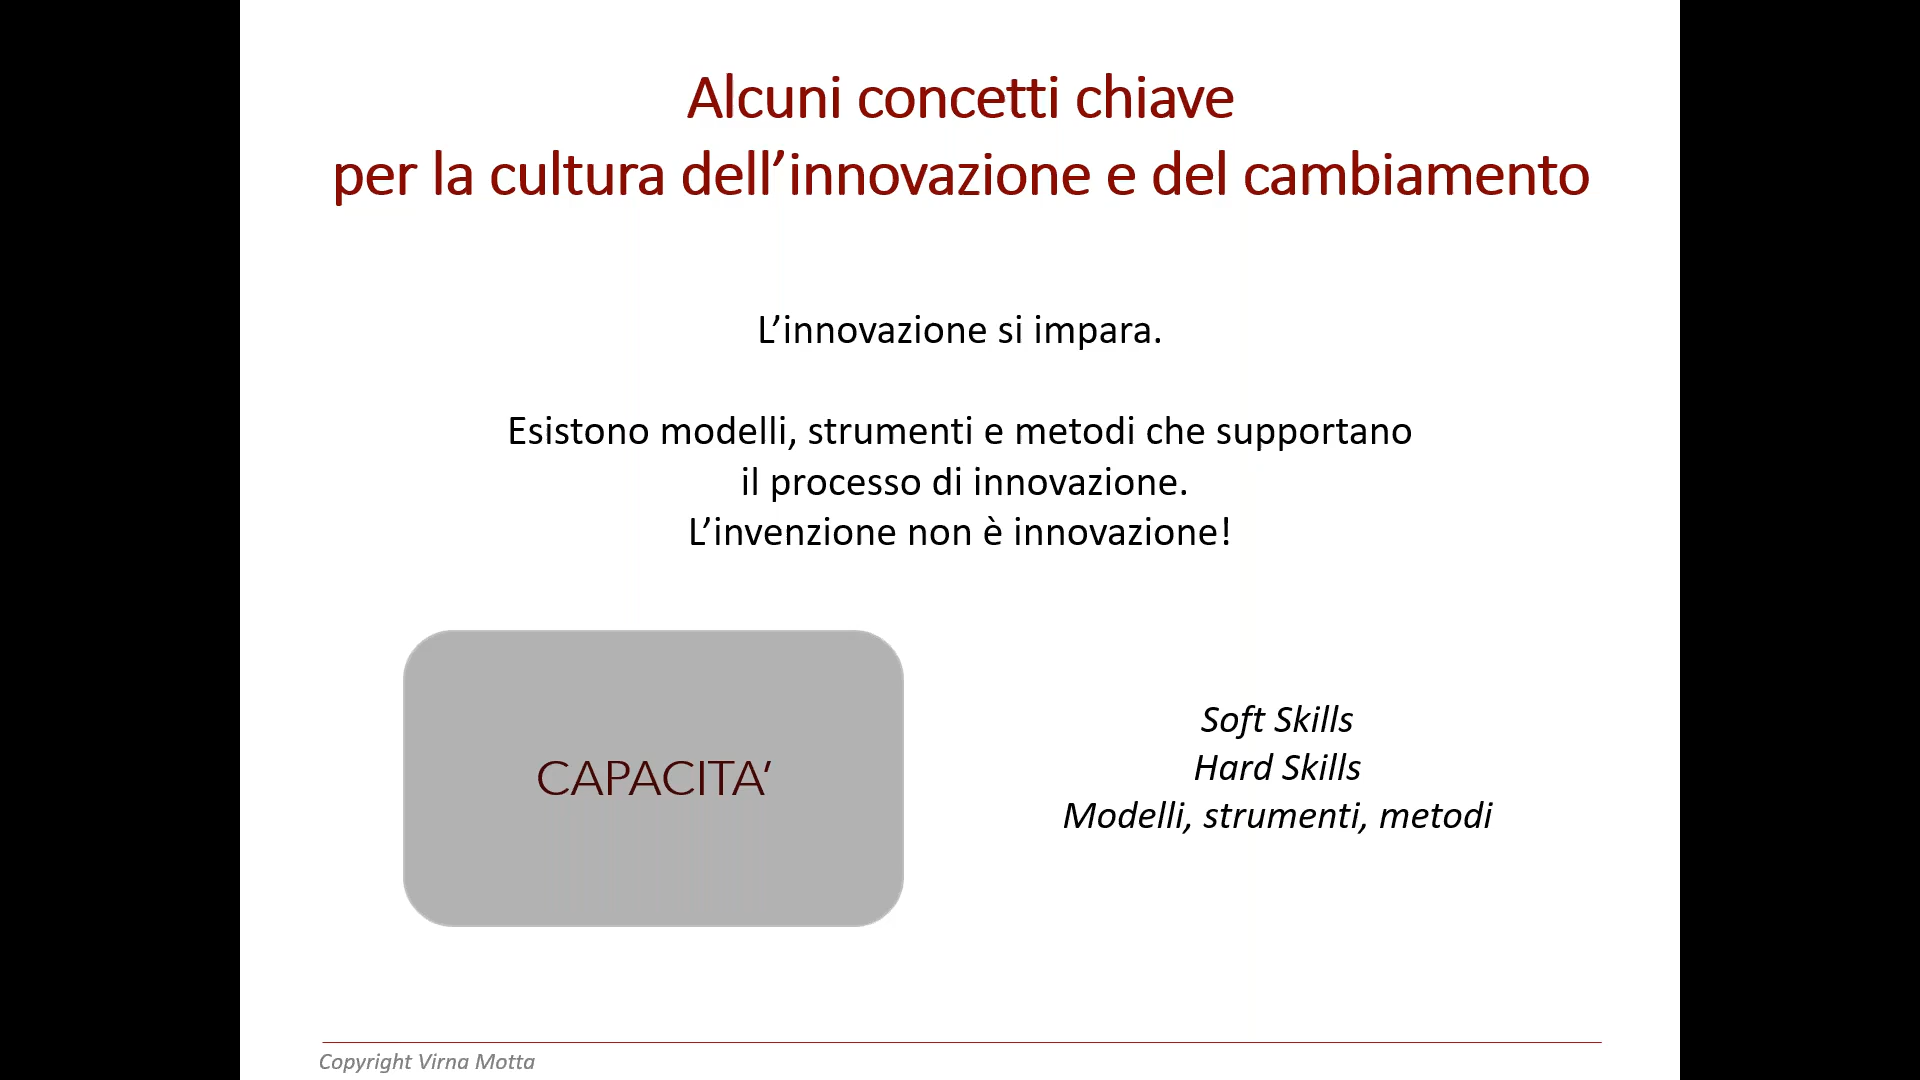 Alcuni concetti chiave
per la cultura dell’innovazione e del cambiamento
L’innovazione si impara.
Esistono modelli, strumenti e metodi che supportano
il processo di innovazione.
L’invenzione non è innovazione!
CAPACITA’
Soft Skills
Hard Skills
Modelli, strumenti, metodi
Copyright Virna Motta